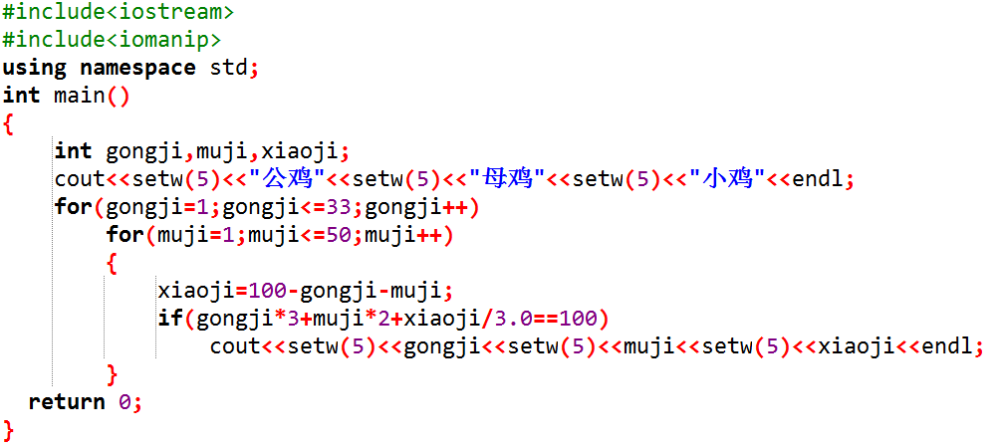 #include<iostream>
#include<iomanip>
using namespace std;
int main()
{
    int gongji,muji,xiaoji;
    cout<<setw(5)<<"公鸡"<<setw(5)<<"母鸡"<<setw(5)<<"小鸡"<<endl;
    for(gongji=1;gongji<=33;gongji++)
        for(muji=1;muji<=50;muji++)
        {
            xiaoji=100-gongji-muji;
            if(gongji*3+muji*2+xiaoji/3.0==100)
                cout<<setw(5)<<gongji<<setw(5)<<muji<<setw(5)<<xiaoji<<endl;
        }
  return 0;
}